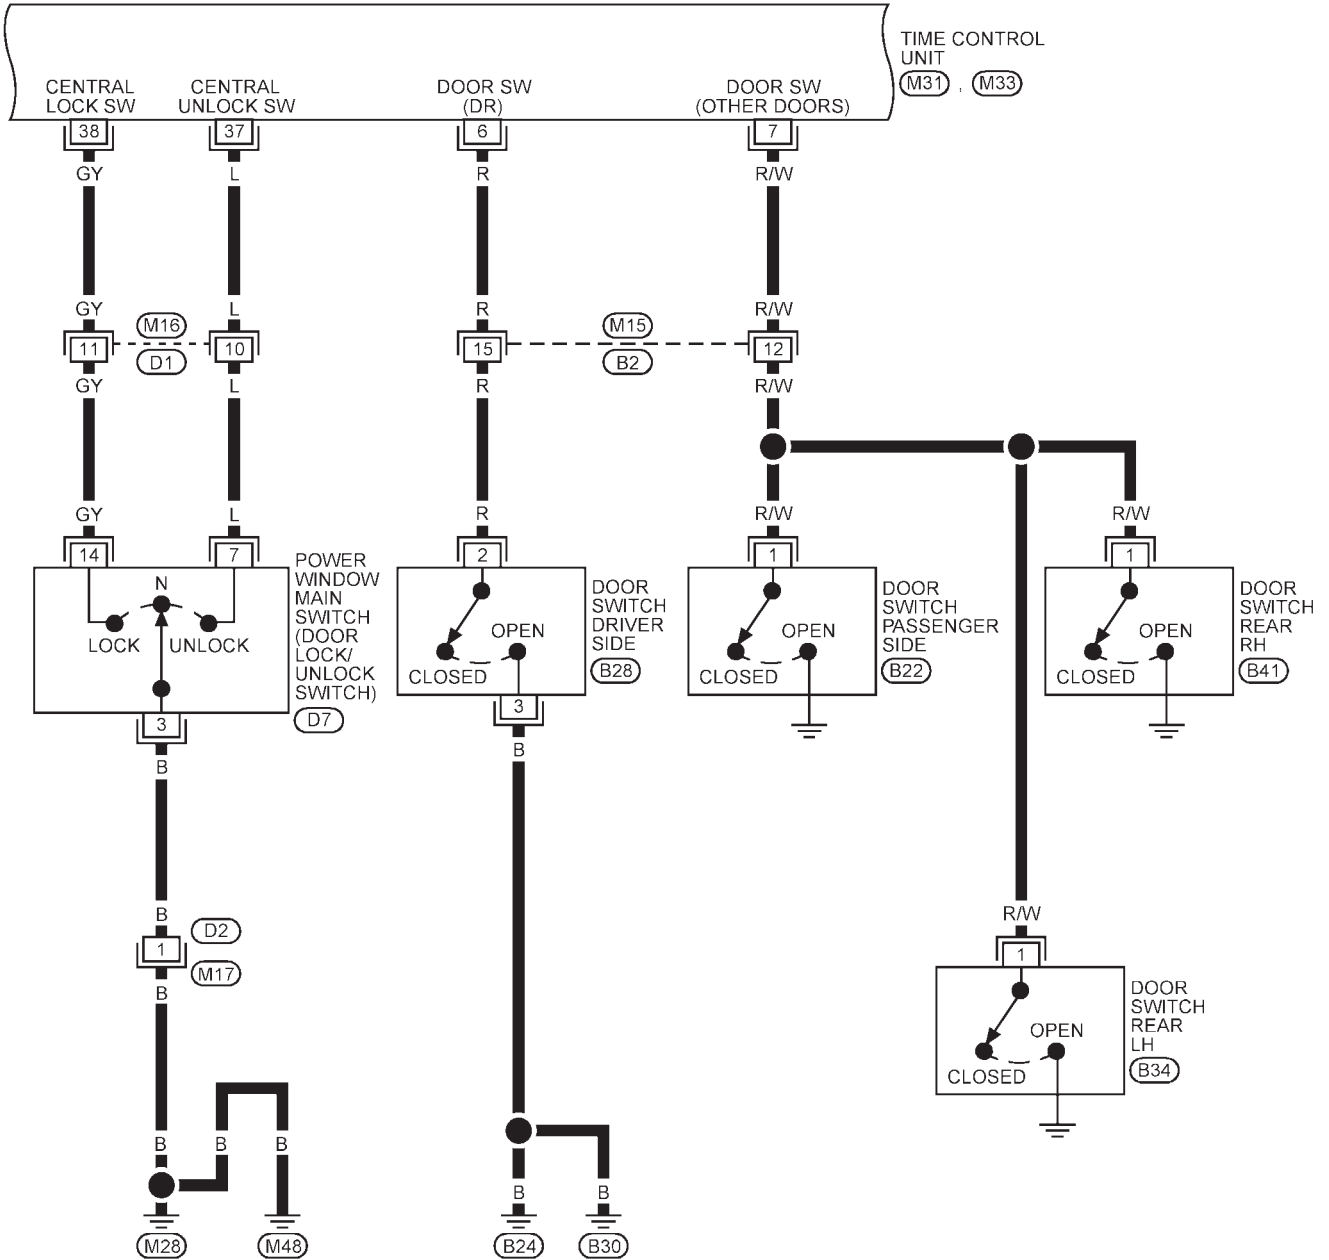 TIME CONTROL
UNIT
M31 , M33
CENTRAL
LOCK SW
CENTRAL
UNLOCK SW
DOOR SW
(DR)
DOOR SW
(OTHER DOORS)
38
37
6
7
GY
L
R
R/W
GY
L
R
R/W
M16
M15
11
10
15
12
D1
B2
GY
L
R
R/W
GY
L
R
R/W
R/W
14
7
2
1
1
POWER
WINDOW
MAIN
SWITCH
(DOOR
LOCK/
UNLOCK
SWITCH)
D7
N
LOCK
UNLOCK
3
DOOR
SWITCH
DRIVER
SIDE
B28
OPEN
CLOSED
3
DOOR
SWITCH
PASSENGER
SIDE
B22
OPEN
CLOSED
DOOR
SWITCH
REAR
RH
B41
OPEN
CLOSED
B
B
B
D2
1
M17
B
R/W
1
DOOR
SWITCH
REAR
LH
B34
OPEN
CLOSED
B
B
B
B
B
M28
M48
B24
B30